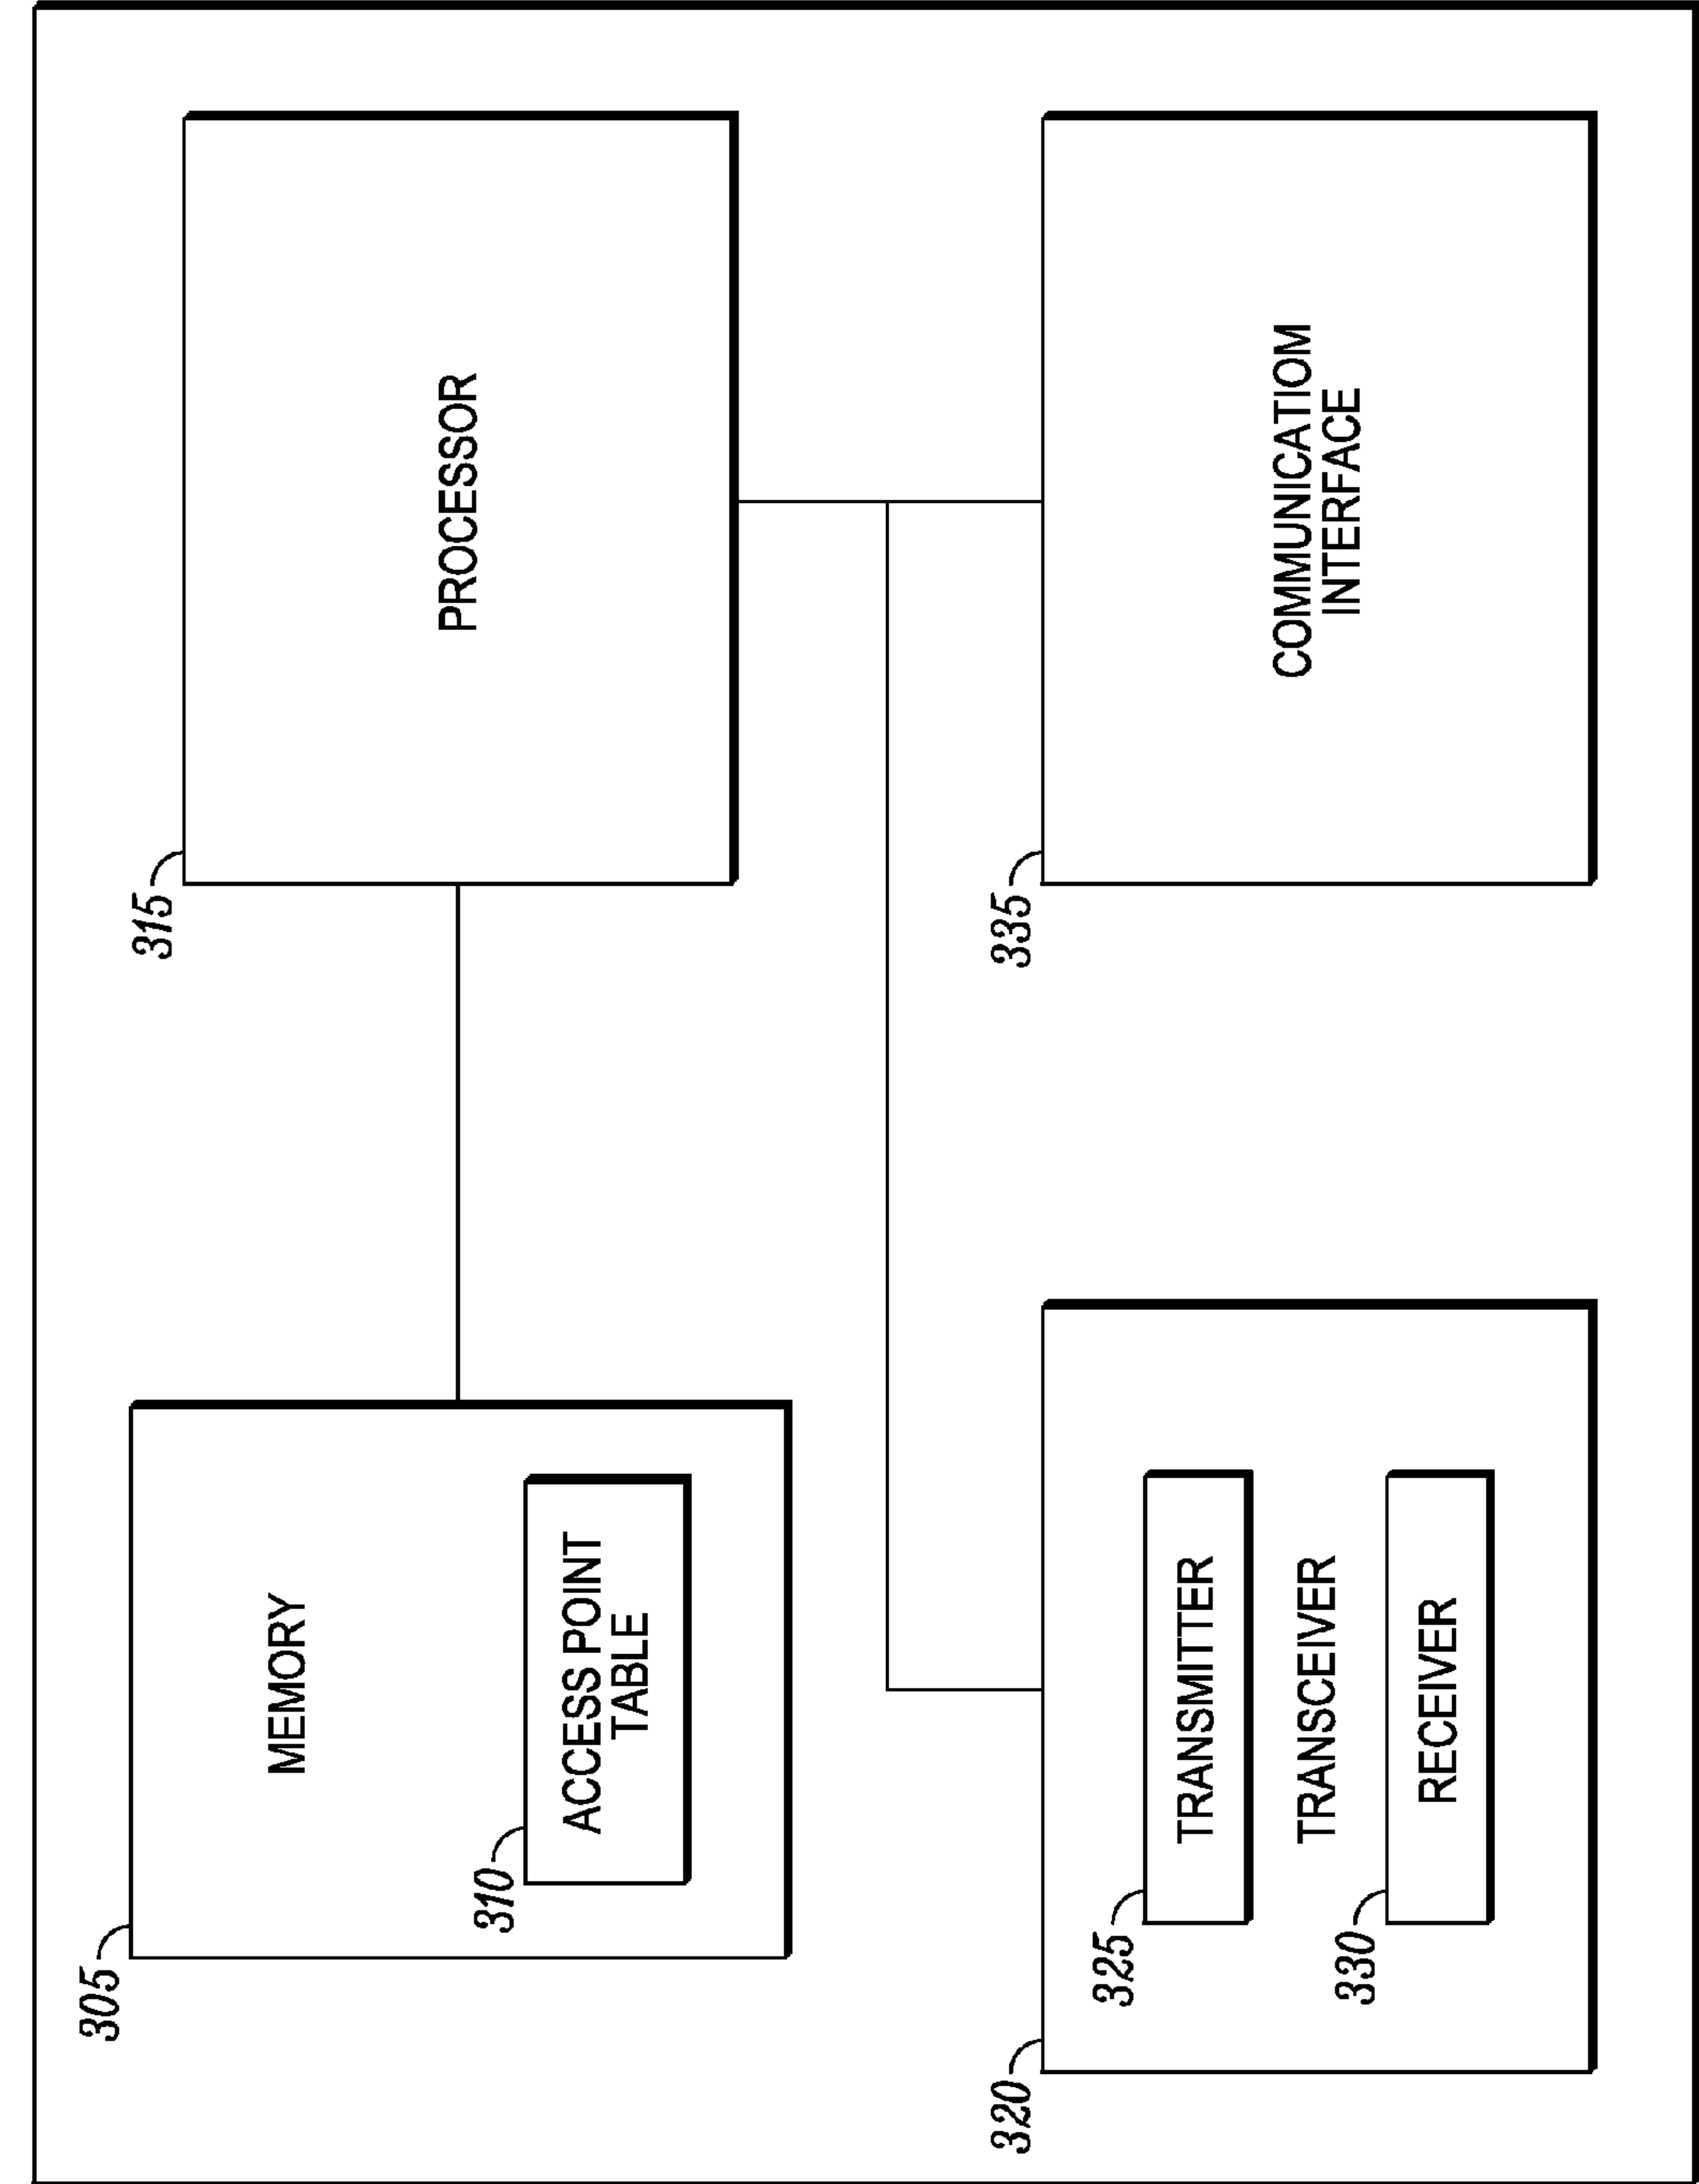 305
MEMORY
310
ACCESS POINT
TABLE
315
PROCESSOR
320
325
TRANSMITTER
TRANSCEIVER
330
RECEIVER
335
COMMUNICATIOM
INTERFACE